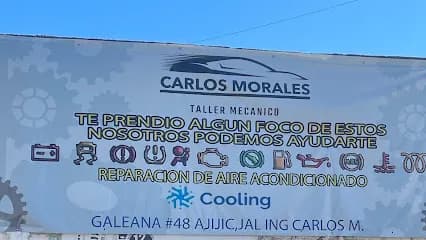 CARLOS MORALES
TALLER MECANICO
TE PRENDIO ALGUN FOCO DE ESTOS
NOSOTROS PODEMOS AYUDARTE
REPARACION DE AIRE ACONDICIONADO
Cooling
GALEANA #48 AJIJIC,JAL ING CARLOS M.